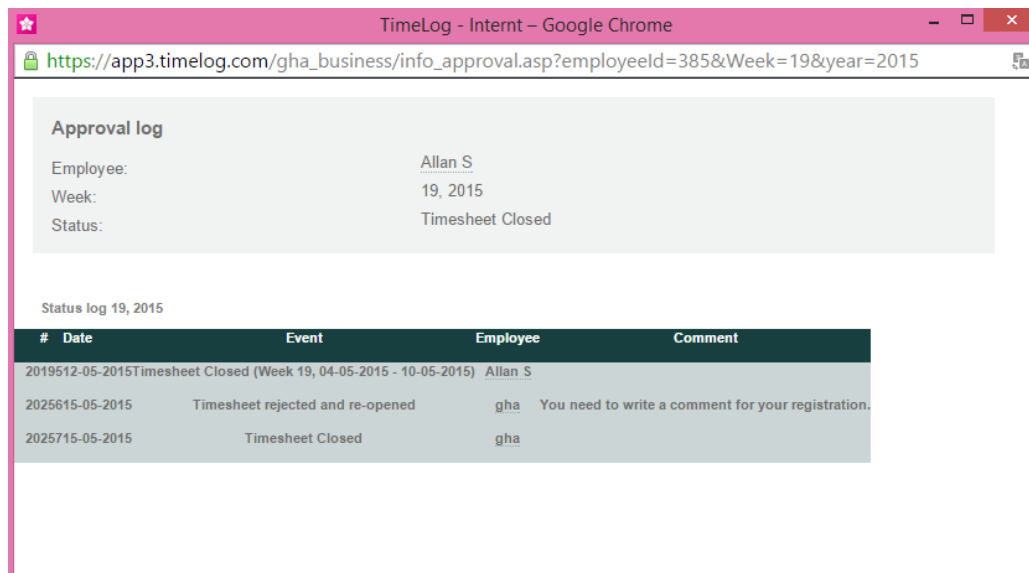 TimeLog - Internt – Google Chrome
https://app3.timelog.com/gha_business/info_approval.asp?employeeId=385&Week=19&year=2015
Approval log
Employee: Allan S
Week: 19, 2015
Status: Timesheet Closed
Status log 19, 2015
# Date Event Employee Comment
2019512-05-2015Timesheet Closed (Week 19, 04-05-2015 - 10-05-2015) Allan S
2025615-05-2015 Timesheet rejected and re-opened gha You need to write a comment for your registration.
2025715-05-2015 Timesheet Closed gha